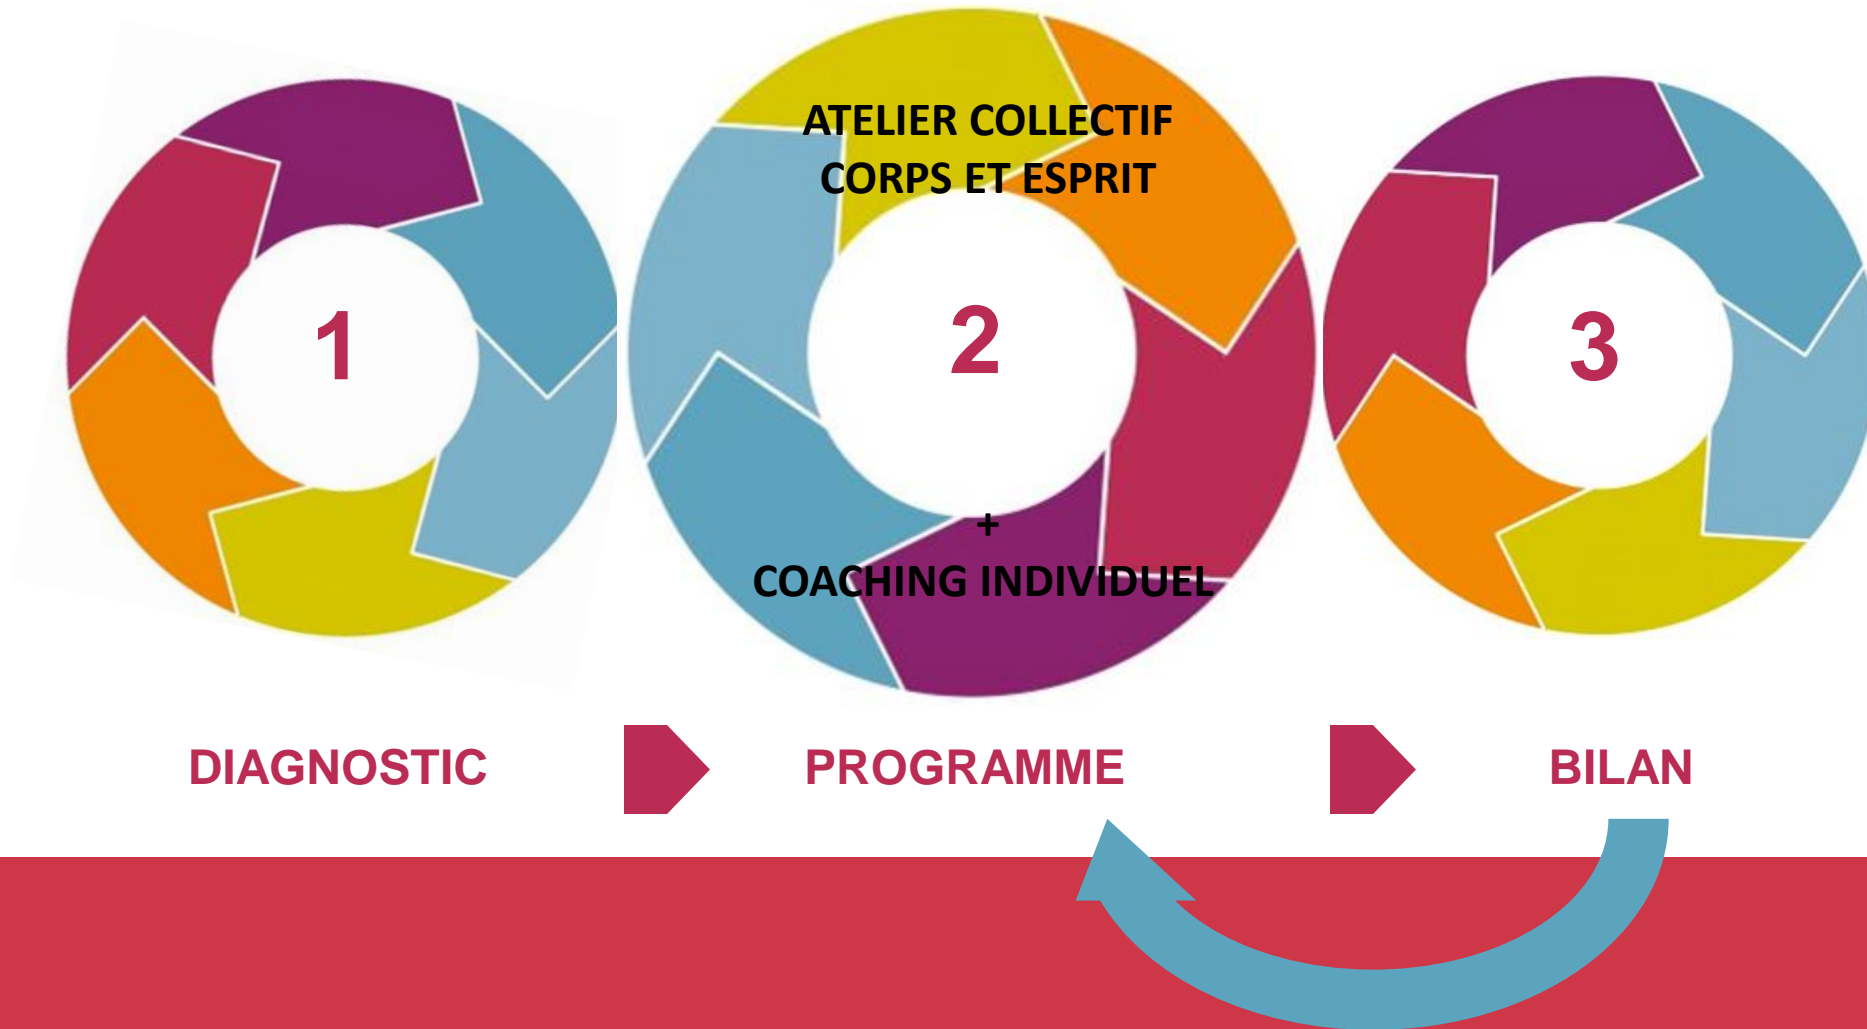 ATELIER COLLECTIF
CORPS ET ESPRIT
1
2
3
+
COACHING INDIVIDUEL
DIAGNOSTIC
PROGRAMME
BILAN